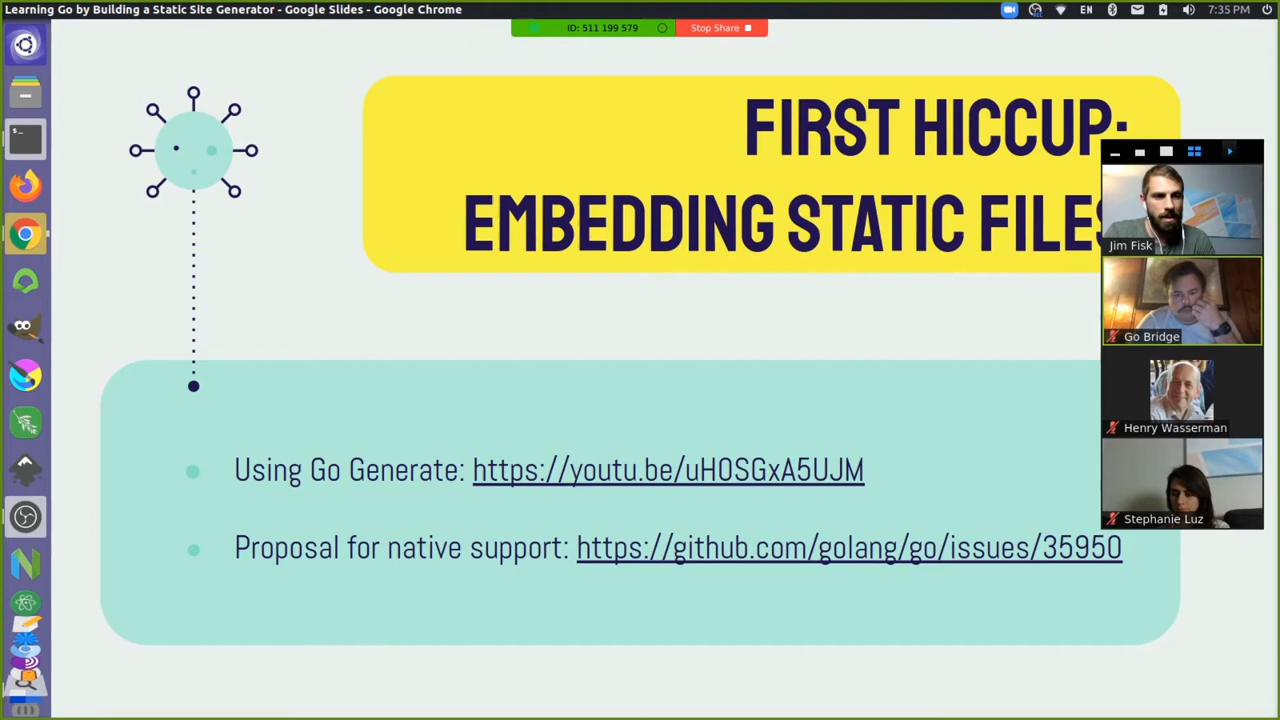 Learning Go by Building a Static Site Generator - Google Slides - Google Chrome
EN
7:35 PM
ID: 511 199 579
Stop Share
FIRST HICCUP:
EMBEDDING STATIC FILES
Jim Fisk
Go Bridge
Henry Wasserman
Stephanie Luz
Using Go Generate: https://youtu.be/uHOSGxA5UJM
Proposal for native support: https://github.com/golang/go/issues/35950